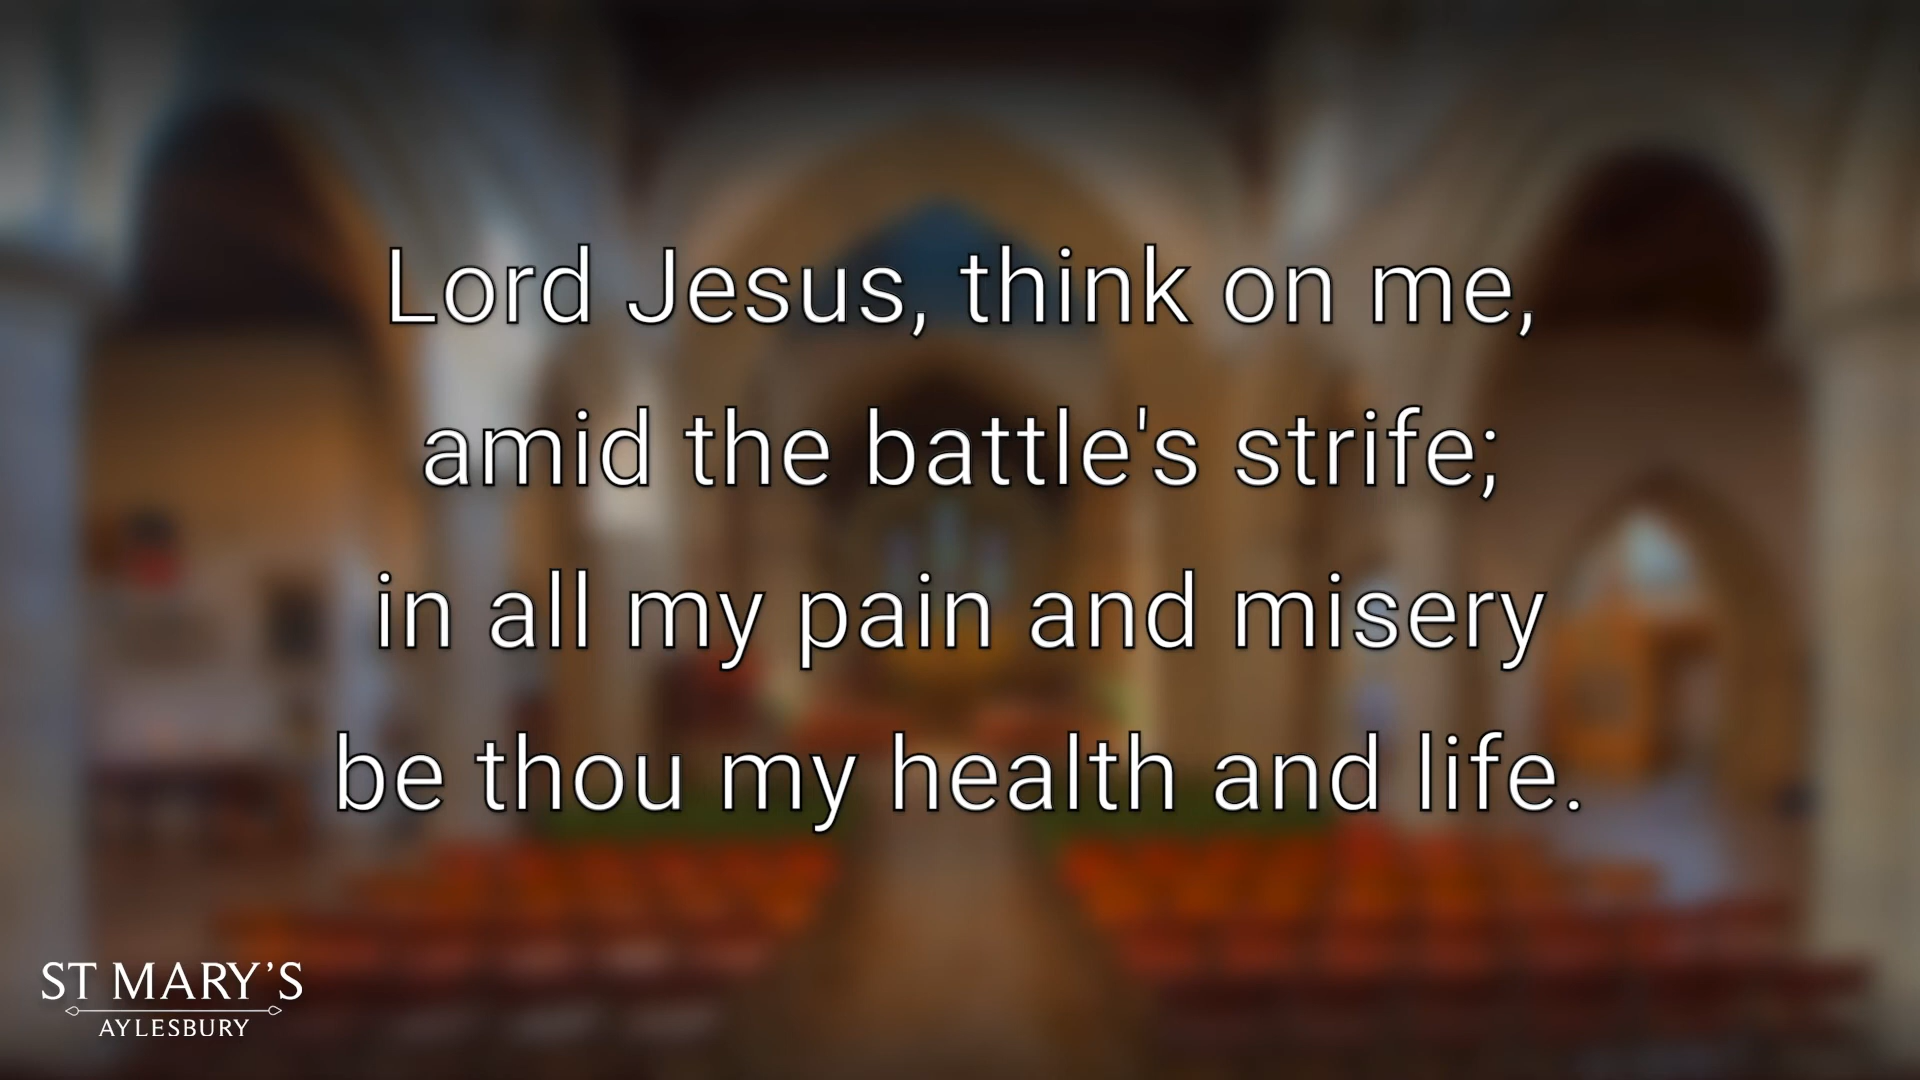 Lord Jesus, think on me,
amid the battle's strife;
in all my pain and misery
be thou my health and life.
ST MARY'S
AYLESBURY